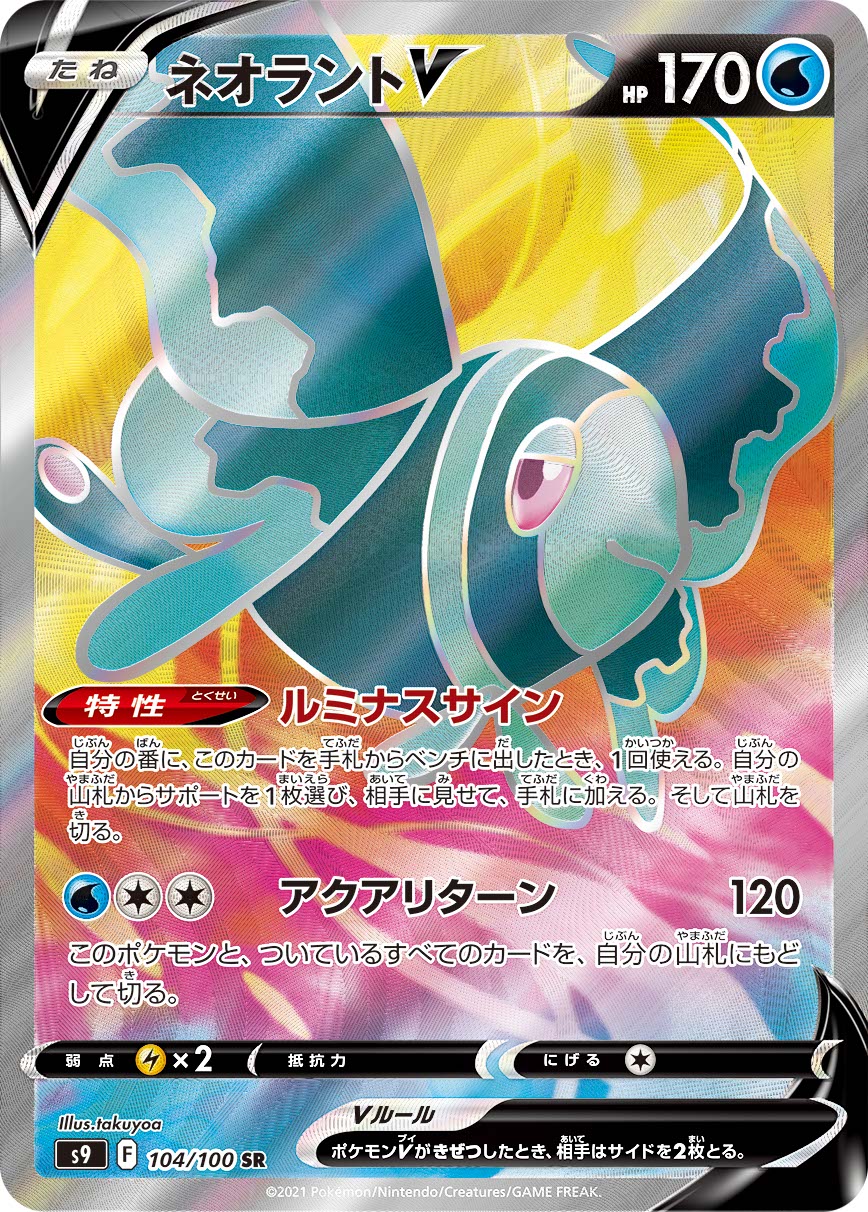 たね ネオラントV HP 170
特性 とくせい ルミナスサイン
自分の番に、このカードを手札からベンチに出したとき、1回使える。自分の
山札からサポートを1枚選び、相手に見せて、手札に加える。そして山札を
切る。
アクアリターン 120
このポケモンと、ついているすべてのカードを、自分の山札にもど
して切る。
弱点 ×2 抵抗力 にげる
Illus.takuyoa
Vルール
ポケモンVがきぜつしたとき、相手はサイドを2枚とる。
s9 F 104/100 SR
©2021 Pokémon/Nintendo/Creatures/GAME FREAK.